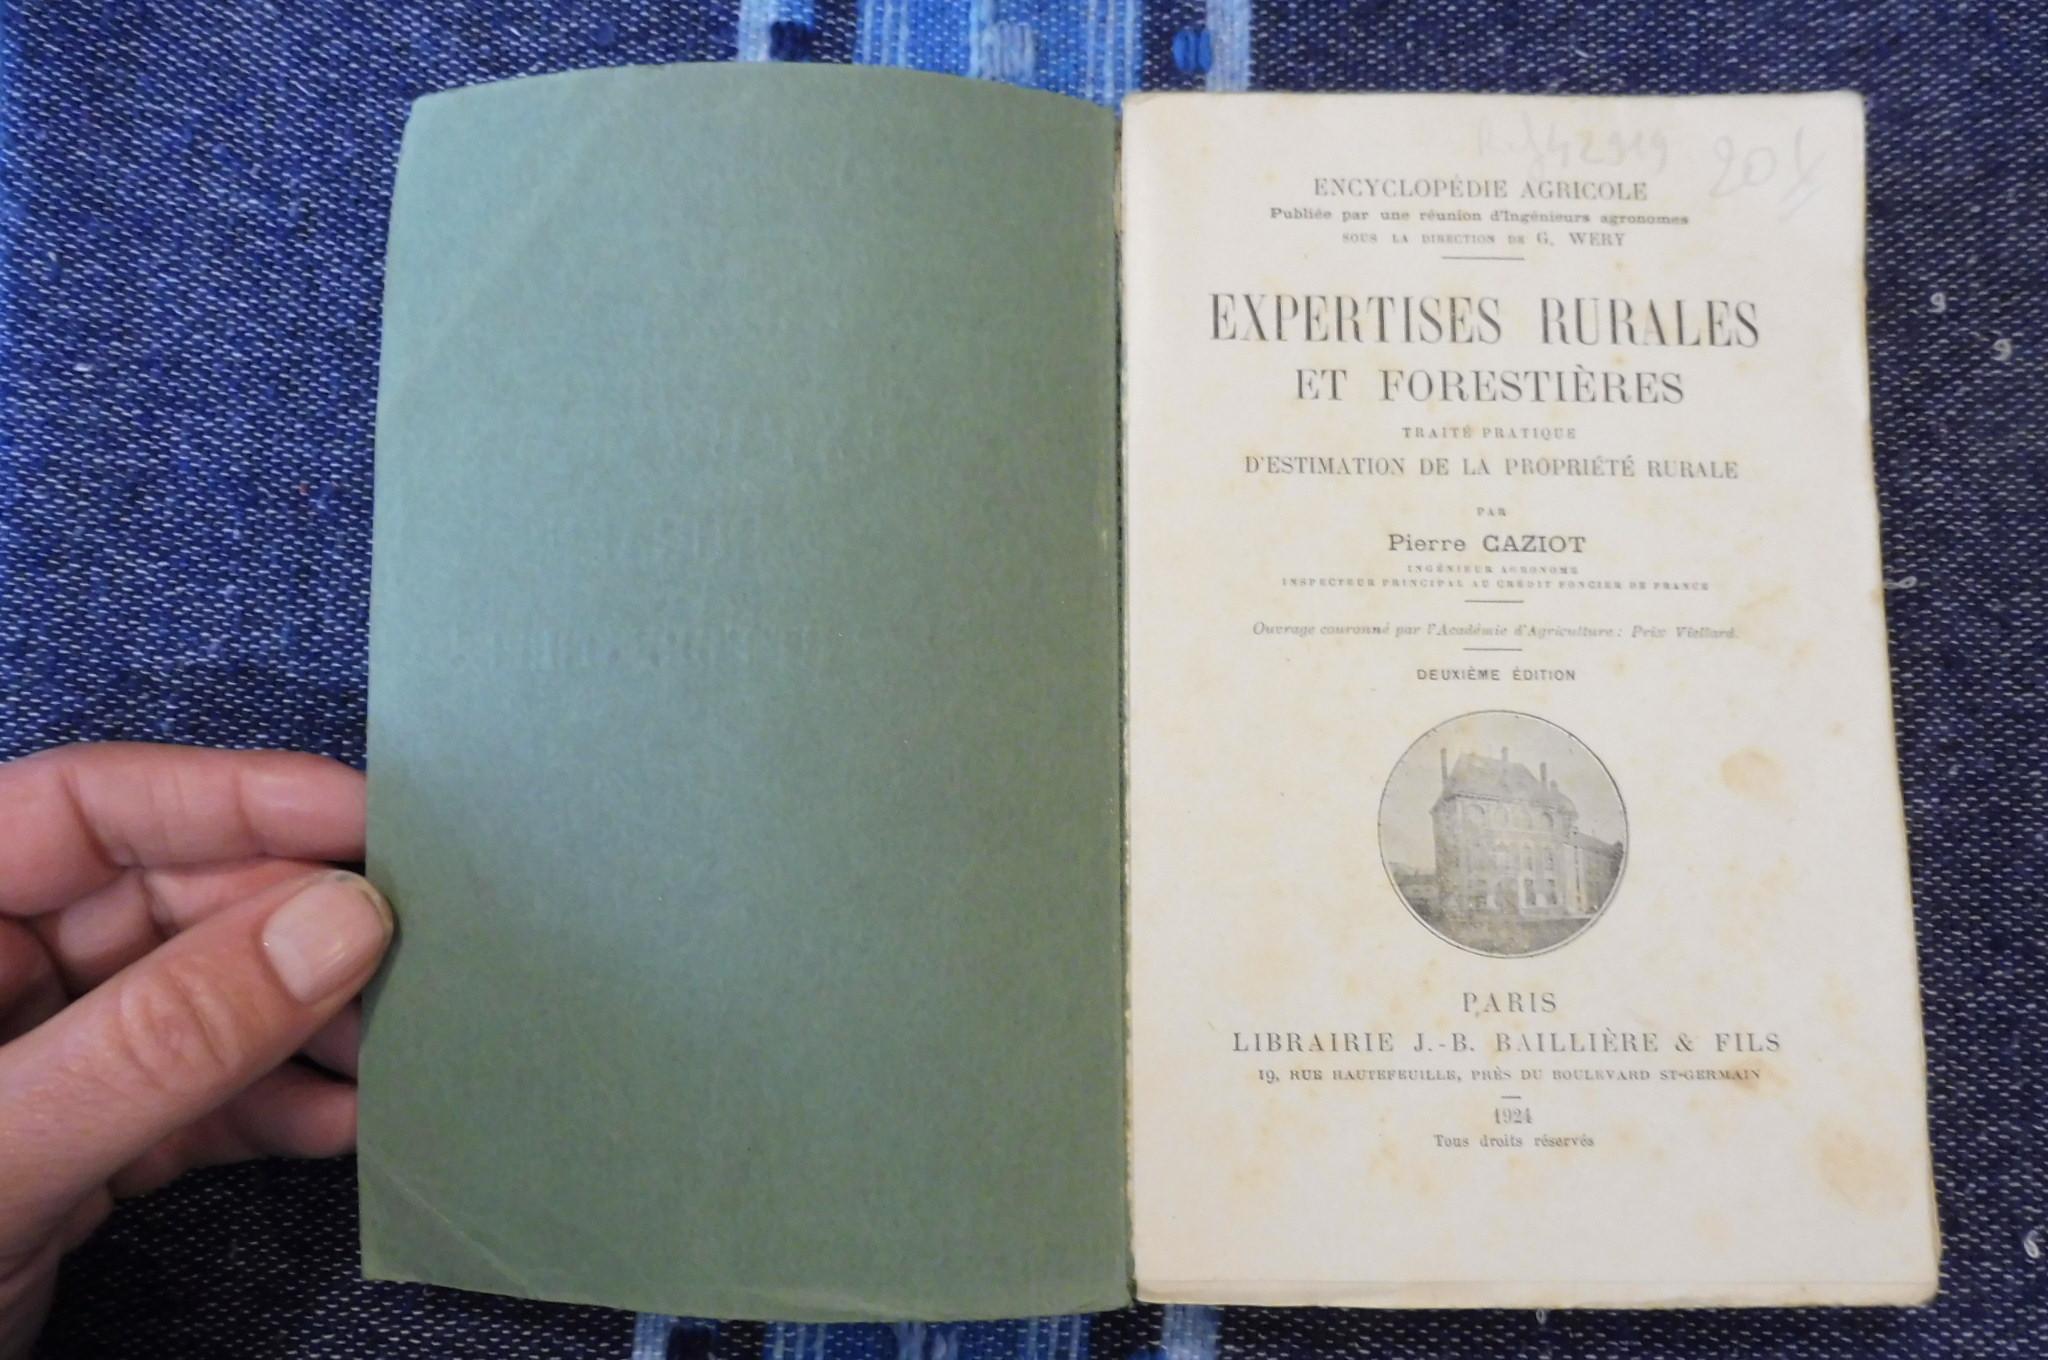 ENCYCLOPÉDIE AGRICOLE
Publiée par une réunion d'Ingénieurs agronomes
SOUS LA DIRECTION DE G. WERY
EXPERTISES RURALES
ET FORESTIÈRES
TRAITÉ PRATIQUE
D'ESTIMATION DE LA PROPRIÉTÉ RURALE
PAR
Pierre CAZIOT
INGÉNIEUR AGRONOME
INSPECTEUR PRINCIPAL AU CRÉDIT FONCIER DE FRANCE
Ouvrage couronné par l'Académie d'Agriculture : Prix Viellard.
DEUXIÈME ÉDITION
PARIS
LIBRAIRIE J.-B. BAILLIÈRE & FILS
19, RUE HAUTEFEUILLE, PRÈS DU BOULEVARD ST-GERMAIN
1924
Tous droits réservés